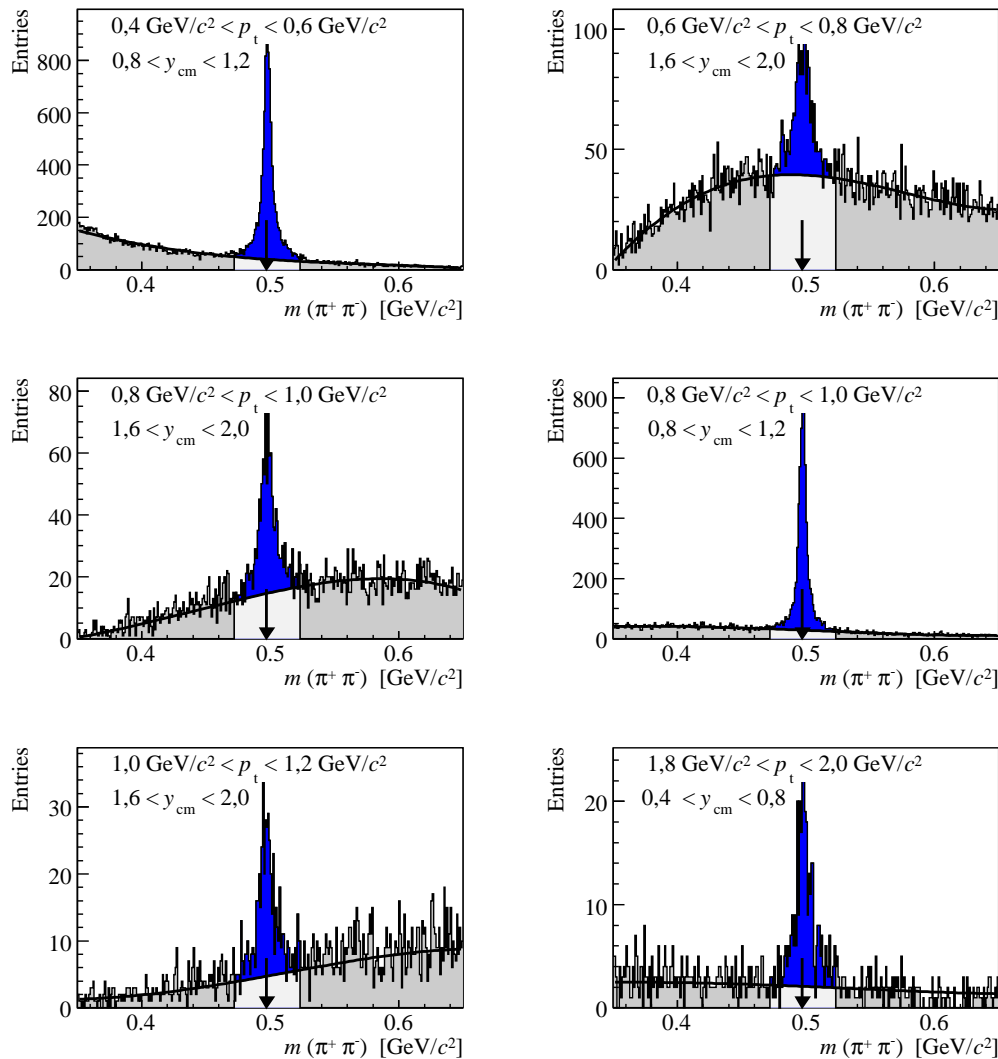 Entries
0,4 GeV/c² < pₜ < 0,6 GeV/c²
0,8 < y_cm < 1,2
800
600
400
200
0
0.4 0.5 0.6
m (π⁺ π⁻) [GeV/c²]
Entries
0,6 GeV/c² < pₜ < 0,8 GeV/c²
1,6 < y_cm < 2,0
100
50
0
0.4 0.5 0.6
m (π⁺ π⁻) [GeV/c²]
Entries
0,8 GeV/c² < pₜ < 1,0 GeV/c²
1,6 < y_cm < 2,0
80
60
40
20
0
0.4 0.5 0.6
m (π⁺ π⁻) [GeV/c²]
Entries
0,8 GeV/c² < pₜ < 1,0 GeV/c²
0,8 < y_cm < 1,2
800
600
400
200
0
0.4 0.5 0.6
m (π⁺ π⁻) [GeV/c²]
Entries
1,0 GeV/c² < pₜ < 1,2 GeV/c²
1,6 < y_cm < 2,0
30
20
10
0
0.4 0.5 0.6
m (π⁺ π⁻) [GeV/c²]
Entries
1,8 GeV/c² < pₜ < 2,0 GeV/c²
0,4 < y_cm < 0,8
20
10
0
0.4 0.5 0.6
m (π⁺ π⁻) [GeV/c²]